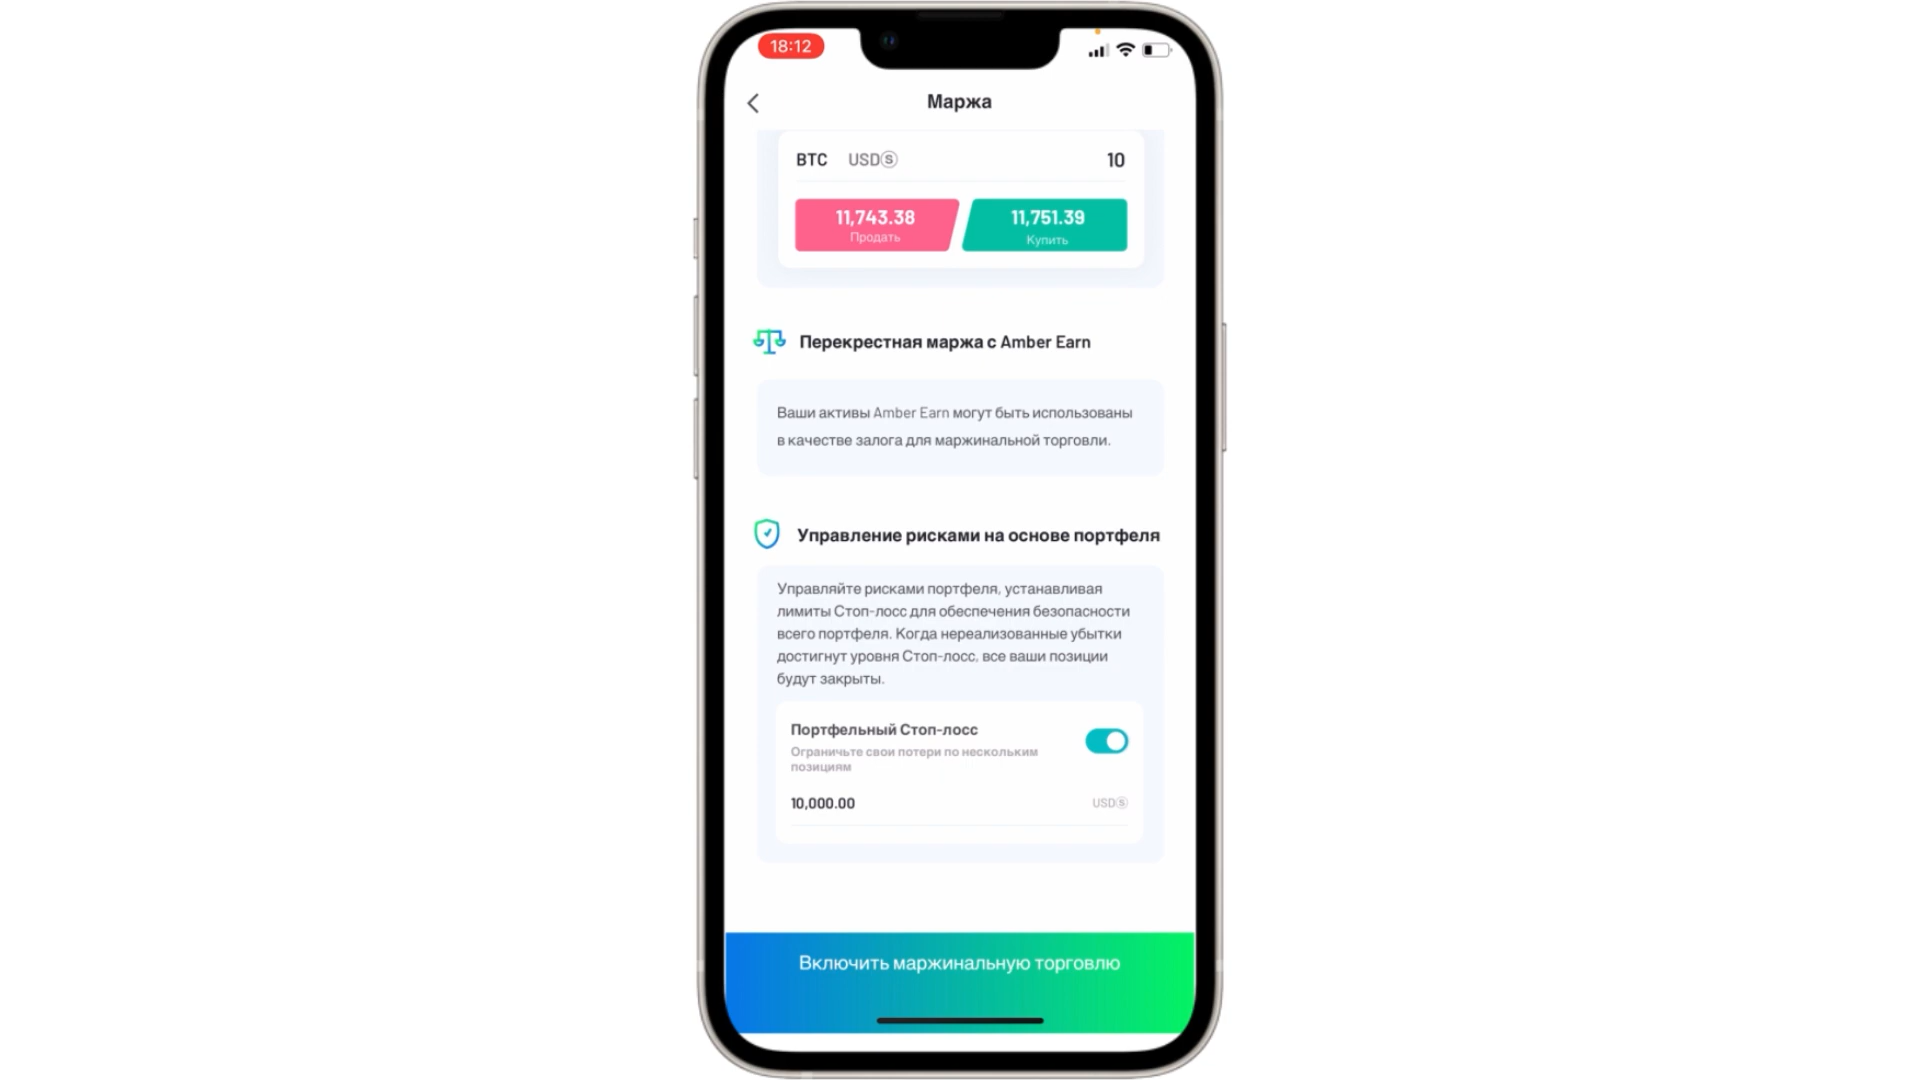 18:12
Маржа
BTC USDⓈ 10
11,743.38 11,751.39
Продать Купить
Перекрестная маржа с Amber Earn
Ваши активы Amber Earn могут быть использованы
в качестве залога для маржинальной торговли.
Управление рисками на основе портфеля
Управляйте рисками портфеля, устанавливая
лимиты Стоп-лосс для обеспечения безопасности
всего портфеля. Когда нереализованные убытки
достигнут уровня Стоп-лосс, все ваши позиции
будут закрыты.
Портфельный Стоп-лосс
Ограничьте свои потери по нескольким
позициям
10,000.00 USDⓈ
Включить маржинальную торговлю